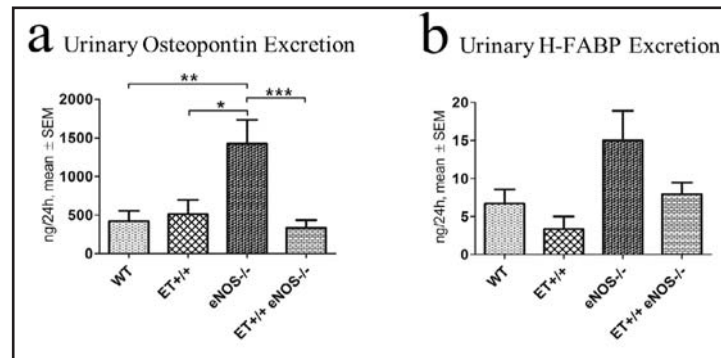 a Urinary Osteopontin Excretion
ng/24h, mean ± SEM
2000
1500
1000
500
0
**
*
***
WT
ET+/+
eNOS-/-
ET+/+ eNOS-/-
b Urinary H-FABP Excretion
ng/24h, mean ± SEM
20
15
10
5
0
WT
ET+/+
eNOS-/-
ET+/+ eNOS-/-